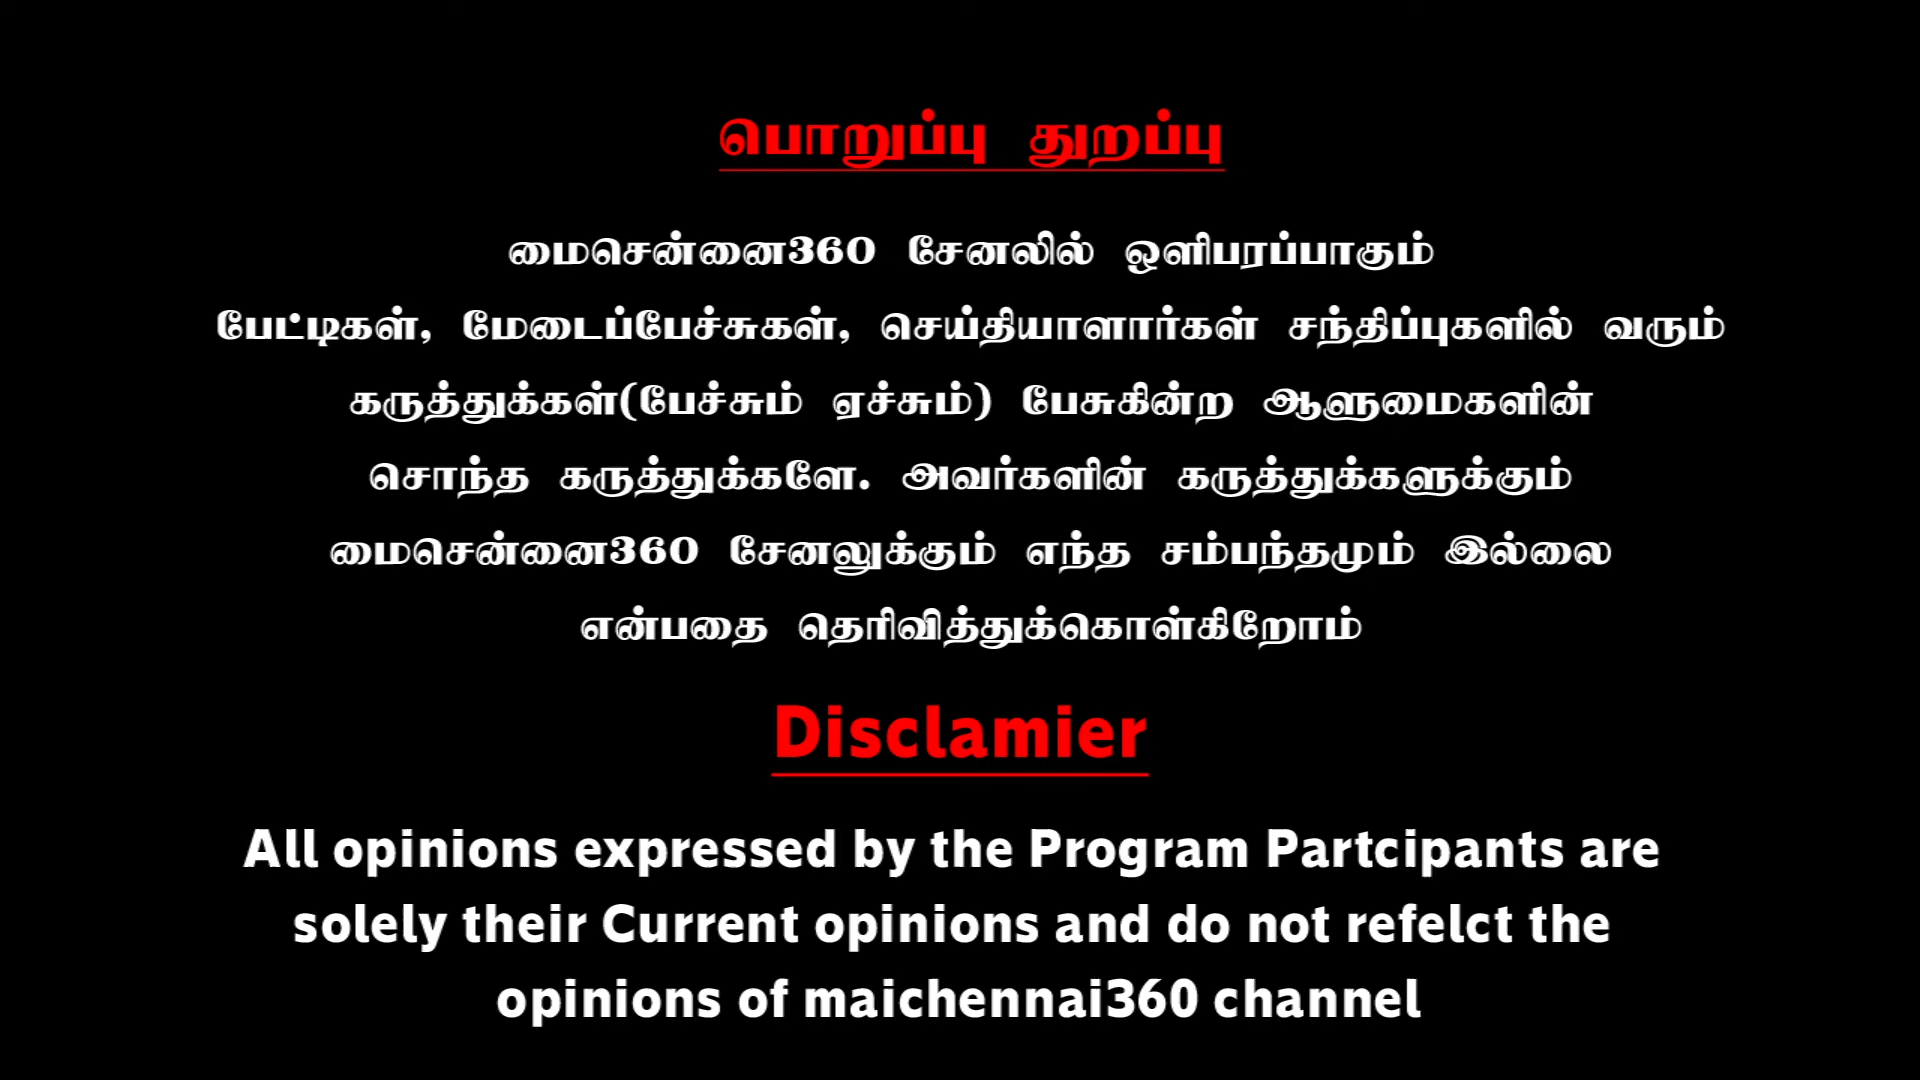 பொறுப்பு துறப்பு
மைசென்னை360 சேனலில் ஒளிபரப்பாகும்
பேட்டிகள், மேடைப்பேச்சுகள், செய்தியாளார்கள் சந்திப்புகளில் வரும்
கருத்துக்கள்(பேச்சும் ஏச்சும்) பேசுகின்ற ஆளுமைகளின்
சொந்த கருத்துக்களே. அவர்களின் கருத்துக்களுக்கும்
மைசென்னை360 சேனலுக்கும் எந்த சம்பந்தமும் இல்லை
என்பதை தெரிவித்துக்கொள்கிறோம்
Disclamier
All opinions expressed by the Program Partcipants are
solely their Current opinions and do not refelct the
opinions of maichennai360 channel